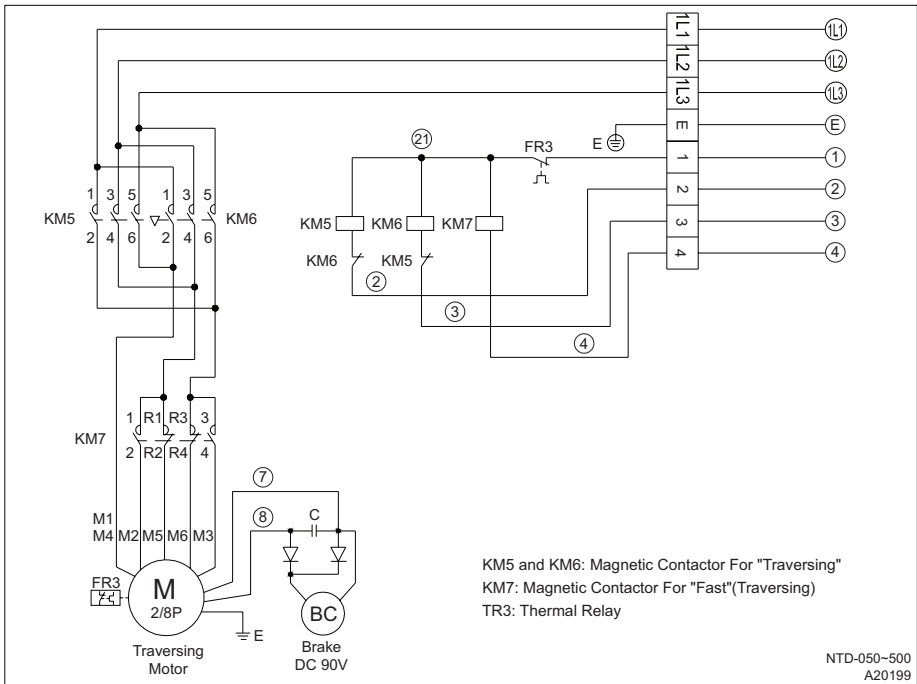 1L1 1L1
1L2 1L2
1L3 1L3
E E E
21 FR3 1 1
2 2
3 3
4 4
1 3 5 1 3 5
KM5 KM6
2 4 6 2 4 6
KM5 KM6 KM7
KM6 KM5
2
3
4
1 R1 R3 3
KM7
2 R2 R4 4
7
M1
8 C
M4 M2 M5 M6 M3
FR3
M
2/8P
E
BC
Traversing
Motor
Brake
DC 90V
KM5 and KM6: Magnetic Contactor For "Traversing"
KM7: Magnetic Contactor For "Fast"(Traversing)
TR3: Thermal Relay
NTD-050~500
A20199